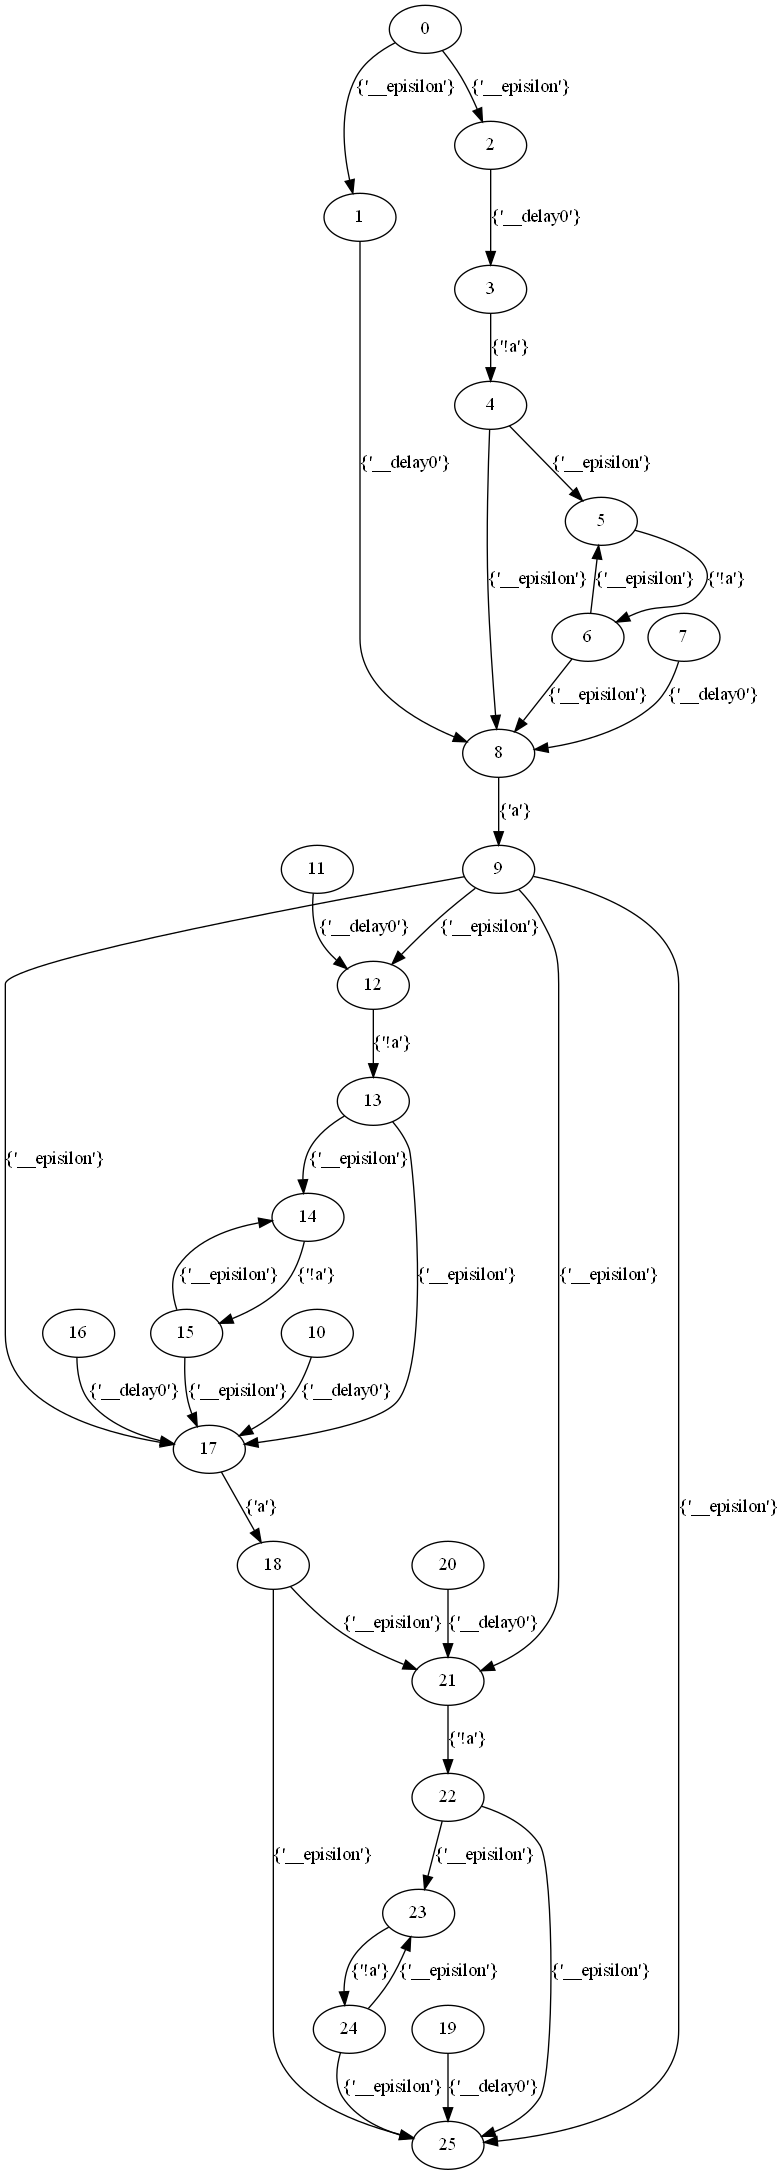 0
{'__episilon'} {'__episilon'}
2
1
{'__delay0'}
3
{'!a'}
4
{'__delay0'} {'__episilon'}
5
{'__episilon'} {'__episilon'} {'!a'}
6 7
{'__episilon'} {'__delay0'}
8
{'a'}
11 9
{'__delay0'} {'__episilon'}
12
{'!a'}
13
{'__episilon'} {'__episilon'}
14
{'__episilon'} {'!a'} {'__episilon'} {'__episilon'}
16 15 10
{'__delay0'} {'__episilon'} {'__delay0'}
17
{'a'} {'__episilon'}
18 20
{'__episilon'} {'__delay0'}
21
{'!a'}
22
{'__episilon'} {'__episilon'}
23
{'!a'} {'__episilon'} {'__episilon'}
24 19
{'__episilon'} {'__delay0'}
25